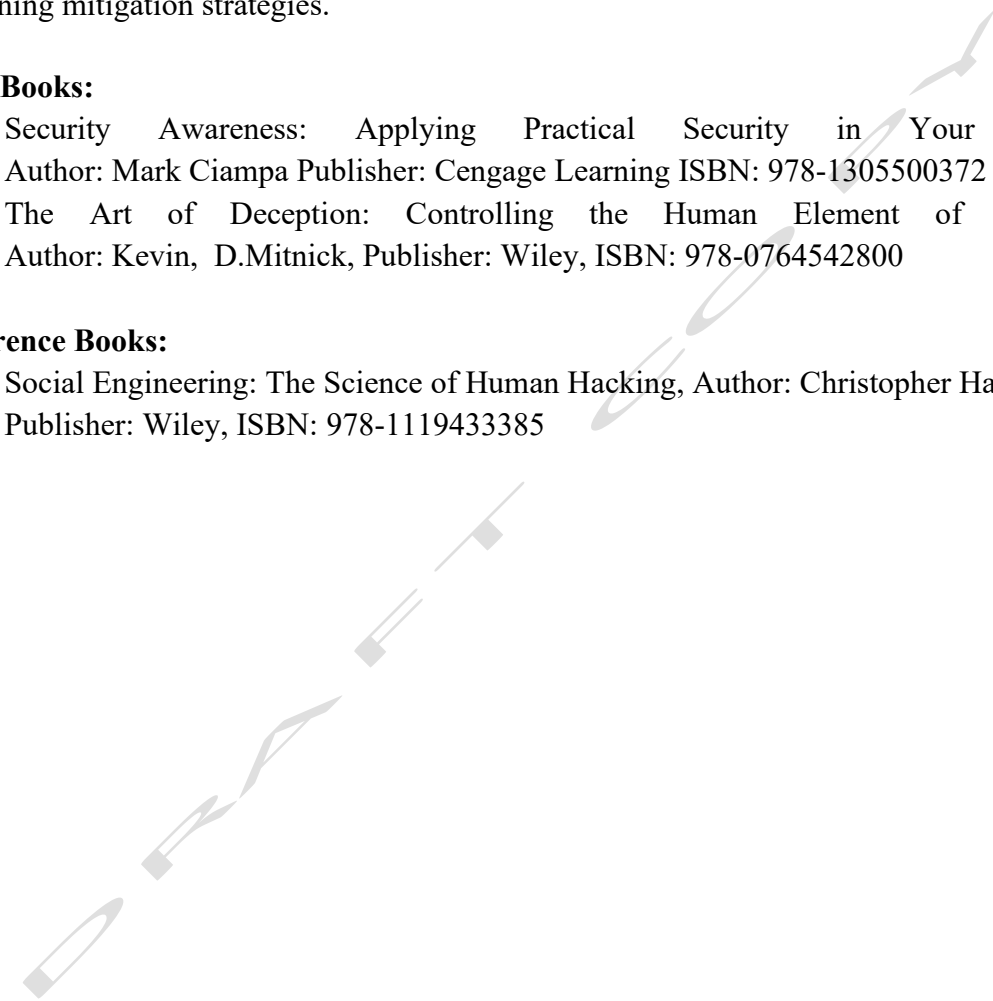 ning mitigation strategies.
Books:
Security Awareness: Applying Practical Security in Your
Author: Mark Ciampa Publisher: Cengage Learning ISBN: 978-1305500372
The Art of Deception: Controlling the Human Element of
Author: Kevin, D.Mitnick, Publisher: Wiley, ISBN: 978-0764542800
rence Books:
Social Engineering: The Science of Human Hacking, Author: Christopher Ha
Publisher: Wiley, ISBN: 978-1119433385
DRAFT COPY